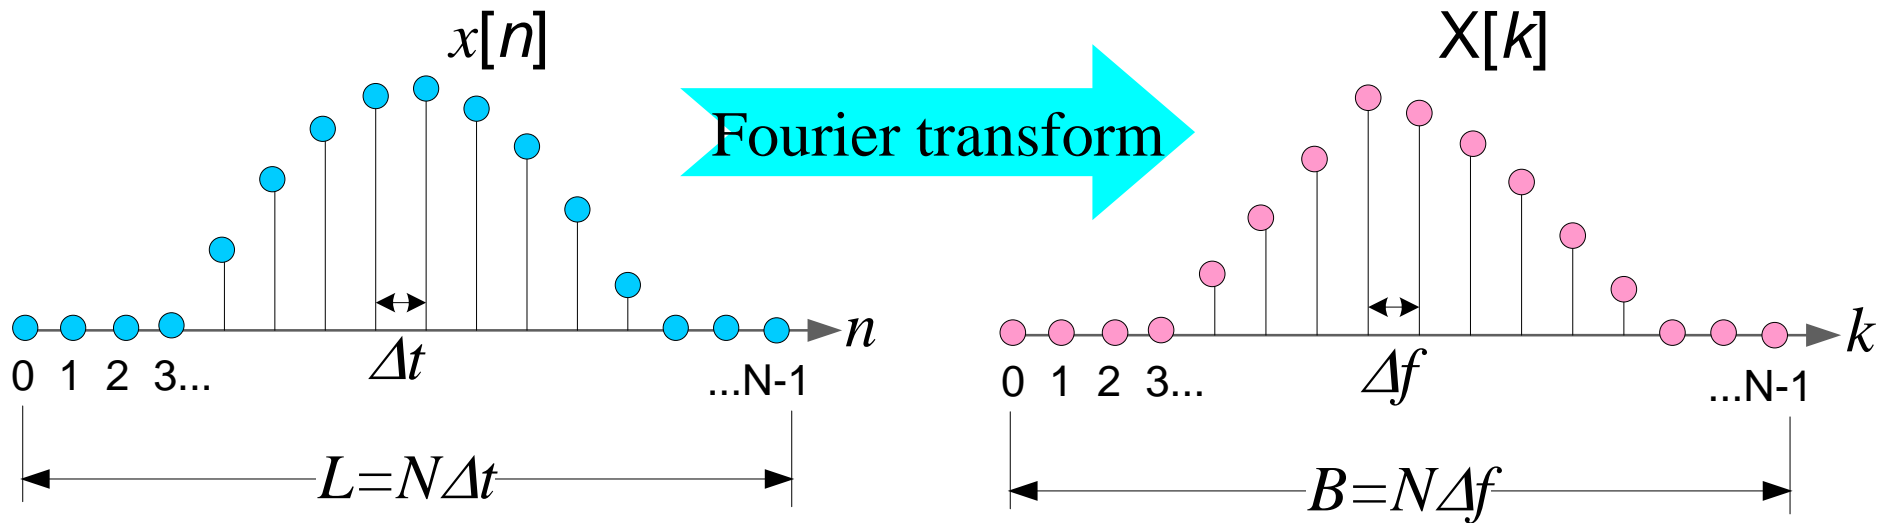 x[n]
Fourier transform
X[k]
n
Δt
0 1 2 3...
...N-1
L=NΔt
k
Δf
0 1 2 3...
...N-1
B=NΔf